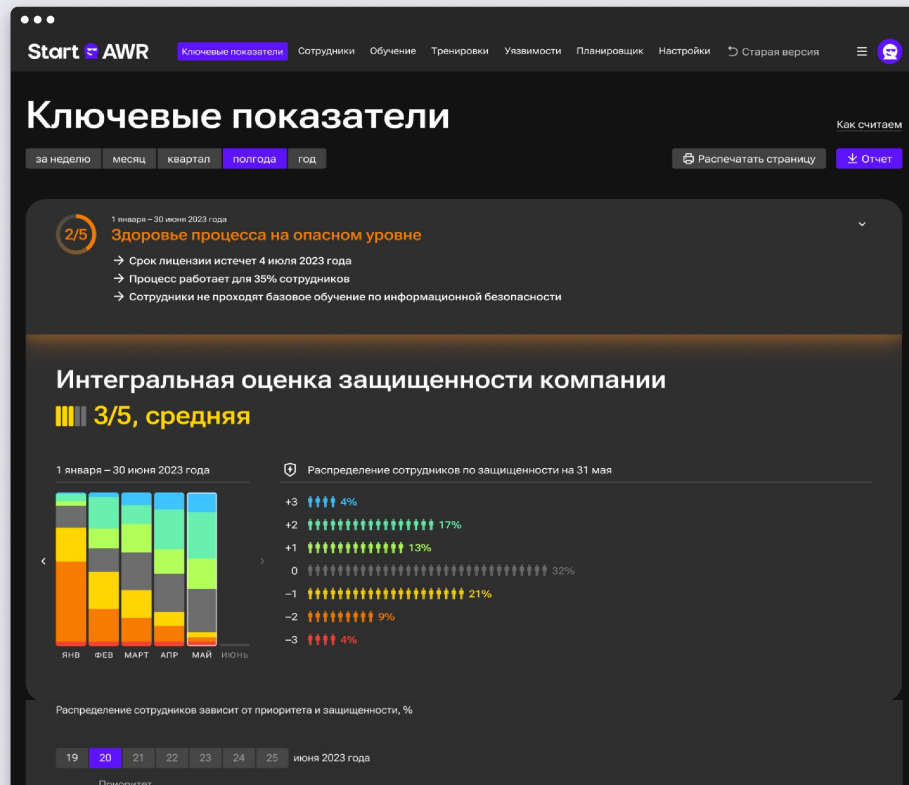 Start AWR
Ключевые показатели Сотрудники Обучение Тренировки Уязвимости Планировщик Настройки Старая версия
Ключевые показатели
Как считаем
за неделю месяц квартал полгода год
Распечатать страницу Отчет
1 января – 30 июня 2023 года
2/5 Здоровье процесса на опасном уровне
→ Срок лицензии истечет 4 июля 2023 года
→ Процесс работает для 35% сотрудников
→ Сотрудники не проходят базовое обучение по информационной безопасности
Интегральная оценка защищенности компании
3/5, средняя
1 января – 30 июня 2023 года
Распределение сотрудников по защищенности на 31 мая
+3 4%
+2 17%
+1 13%
0 32%
–1 21%
–2 9%
–3 4%
ЯНВ ФЕВ МАРТ АПР МАЙ ИЮНЬ
Распределение сотрудников зависит от приоритета и защищенности, %
19 20 21 22 23 24 25 июня 2023 года
Приоритет